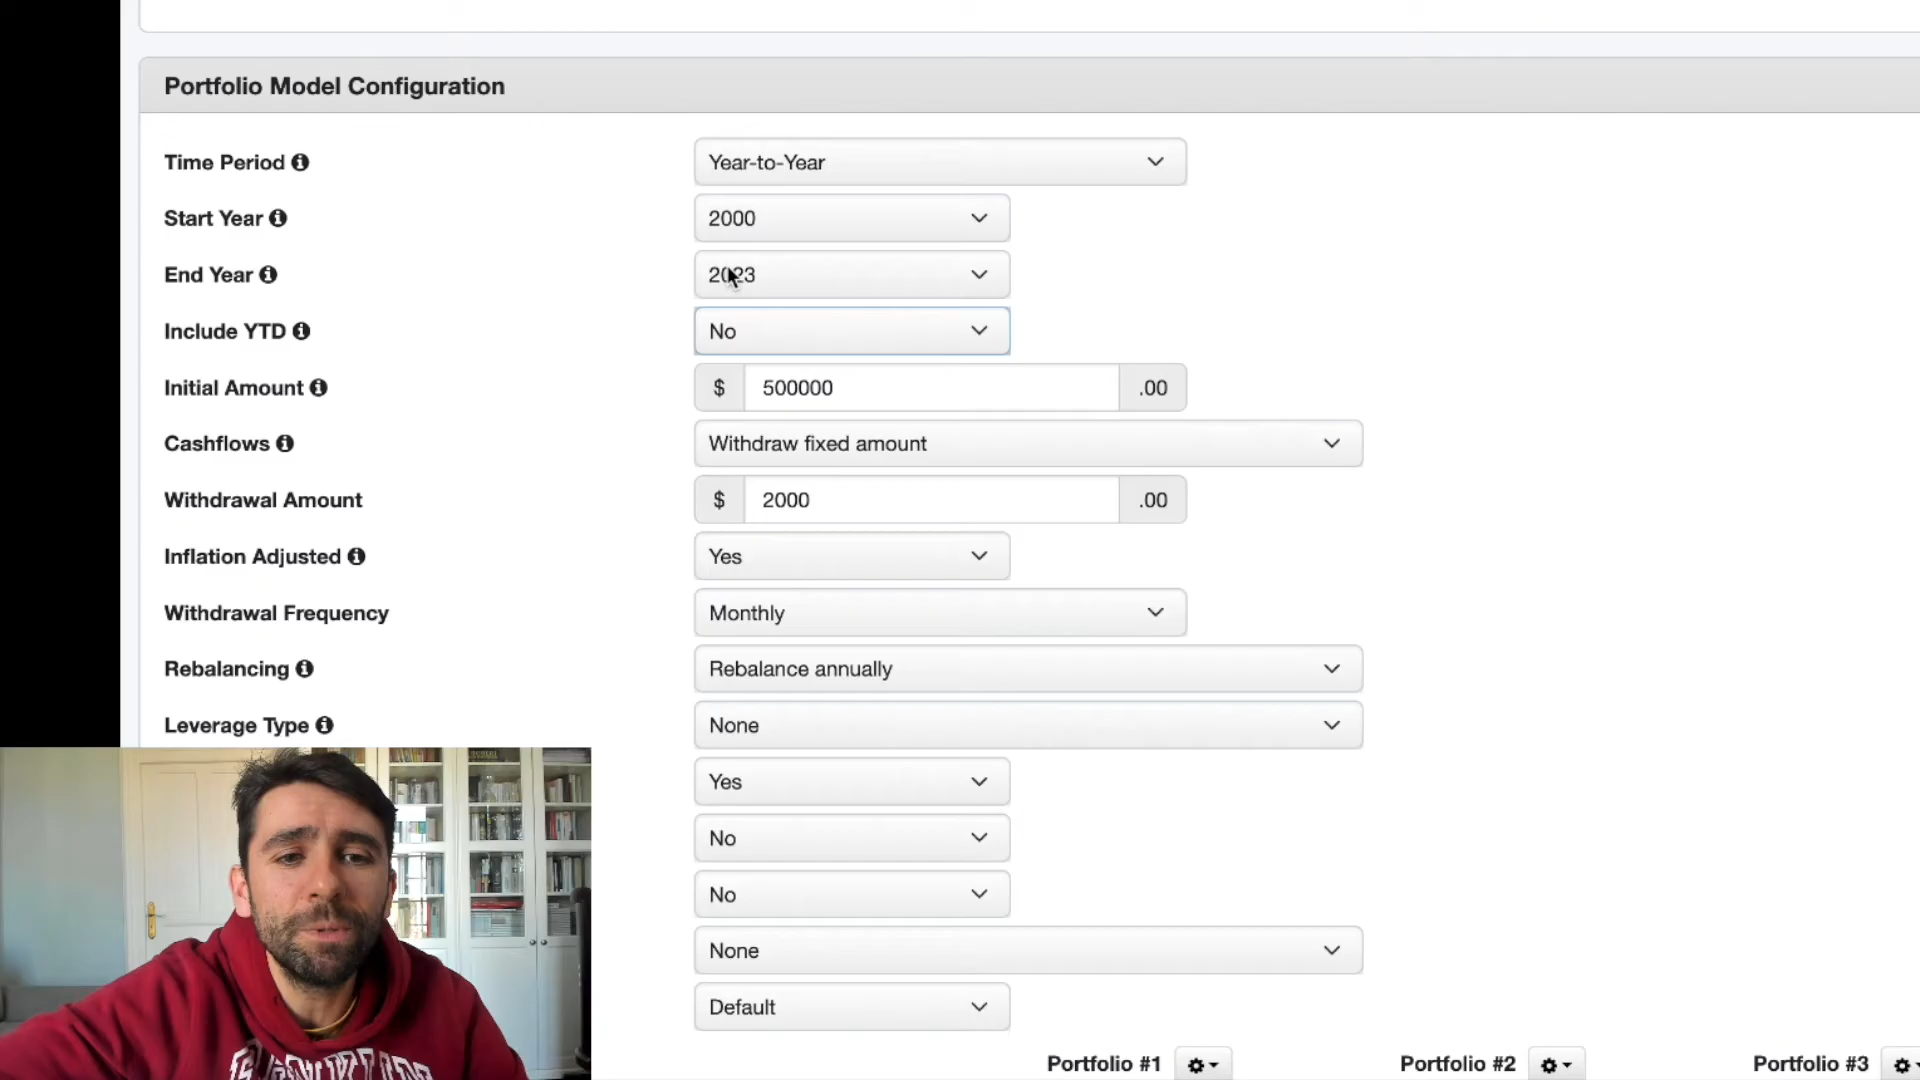 Portfolio Model Configuration
Time Period Year-to-Year
Start Year 2000
End Year 2023
Include YTD No
Initial Amount $ 500000 .00
Cashflows Withdraw fixed amount
Withdrawal Amount $ 2000 .00
Inflation Adjusted Yes
Withdrawal Frequency Monthly
Rebalancing Rebalance annually
Leverage Type None
Yes
No
No
None
Default
Portfolio #1 Portfolio #2 Portfolio #3